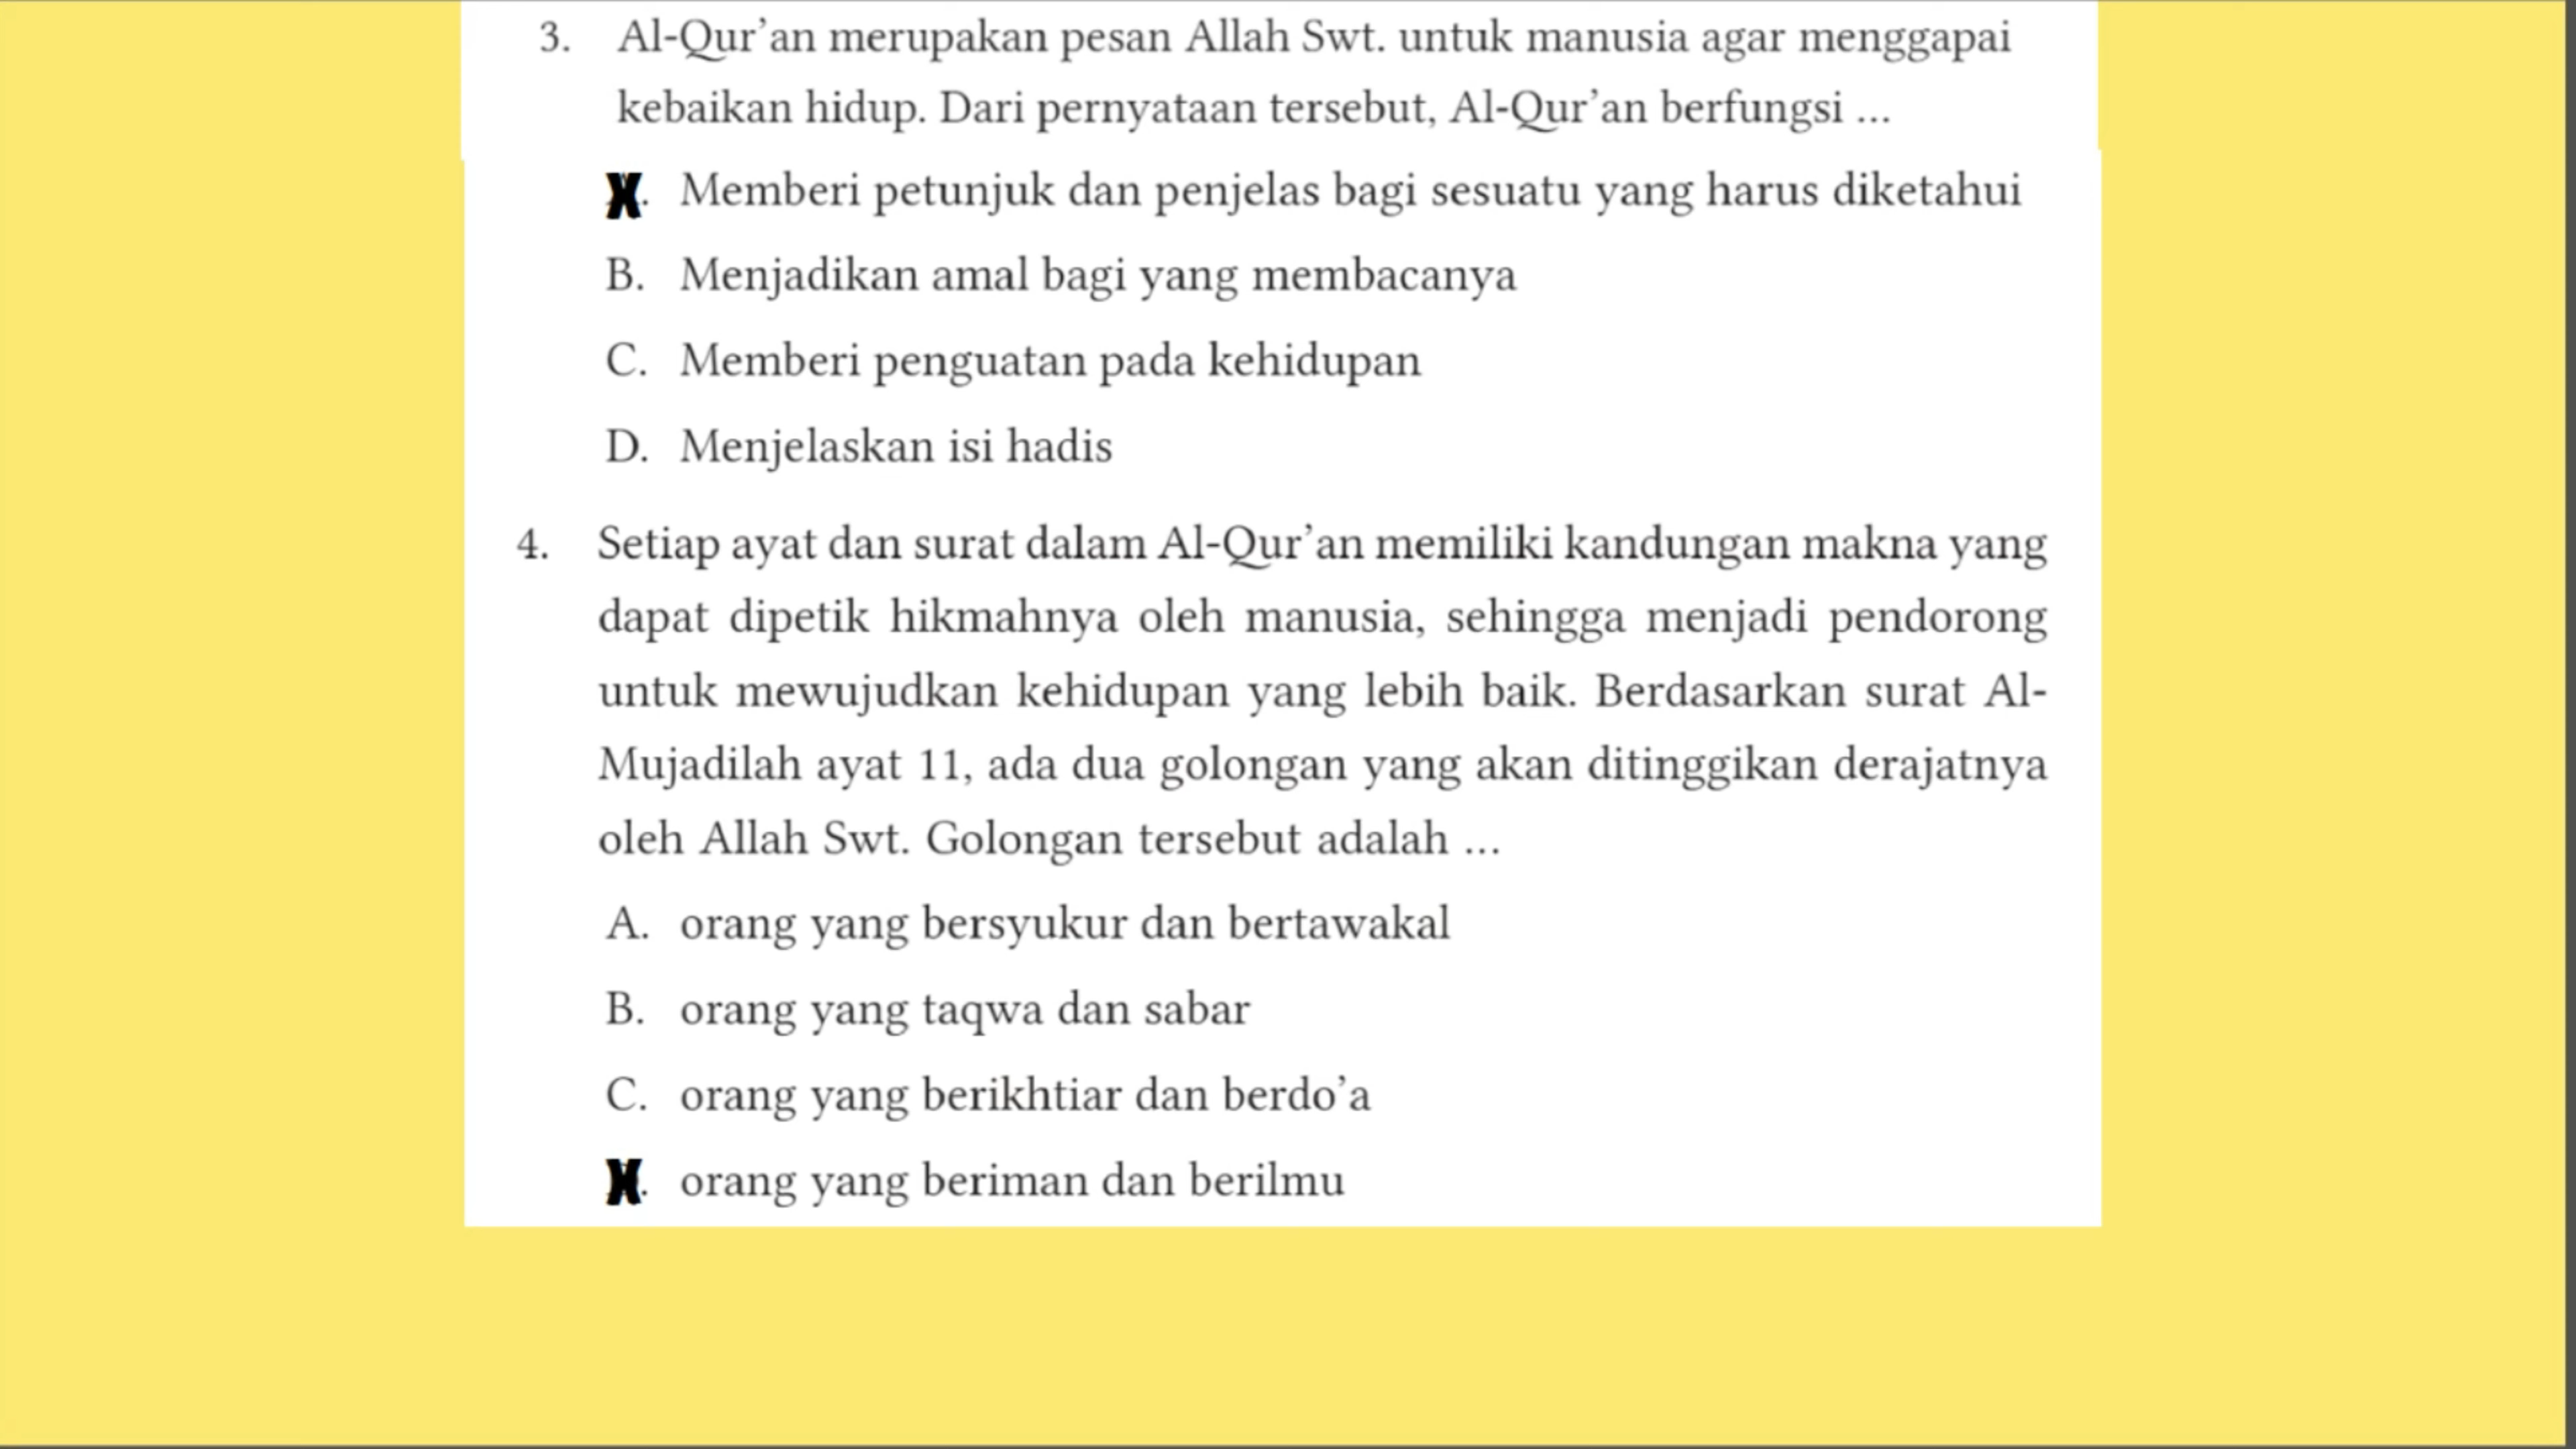 3. Al-Qur’an merupakan pesan Allah Swt. untuk manusia agar menggapai
kebaikan hidup. Dari pernyataan tersebut, Al-Qur’an berfungsi ...
X. Memberi petunjuk dan penjelas bagi sesuatu yang harus diketahui
B. Menjadikan amal bagi yang membacanya
C. Memberi penguatan pada kehidupan
D. Menjelaskan isi hadis
4. Setiap ayat dan surat dalam Al-Qur’an memiliki kandungan makna yang
dapat dipetik hikmahnya oleh manusia, sehingga menjadi pendorong
untuk mewujudkan kehidupan yang lebih baik. Berdasarkan surat Al-
Mujadilah ayat 11, ada dua golongan yang akan ditinggikan derajatnya
oleh Allah Swt. Golongan tersebut adalah ...
A. orang yang bersyukur dan bertawakal
B. orang yang taqwa dan sabar
C. orang yang berikhtiar dan berdo’a
X. orang yang beriman dan berilmu